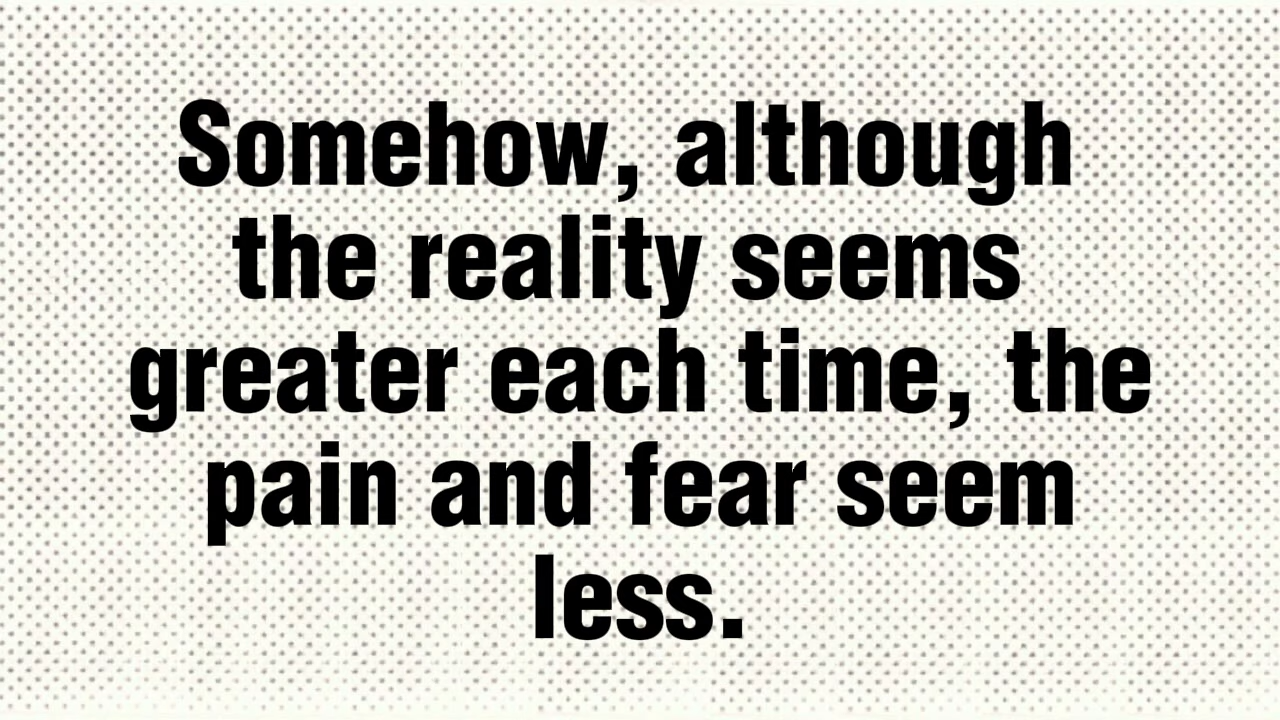 Somehow, although
the reality seems
greater each time, the
pain and fear seem
less.